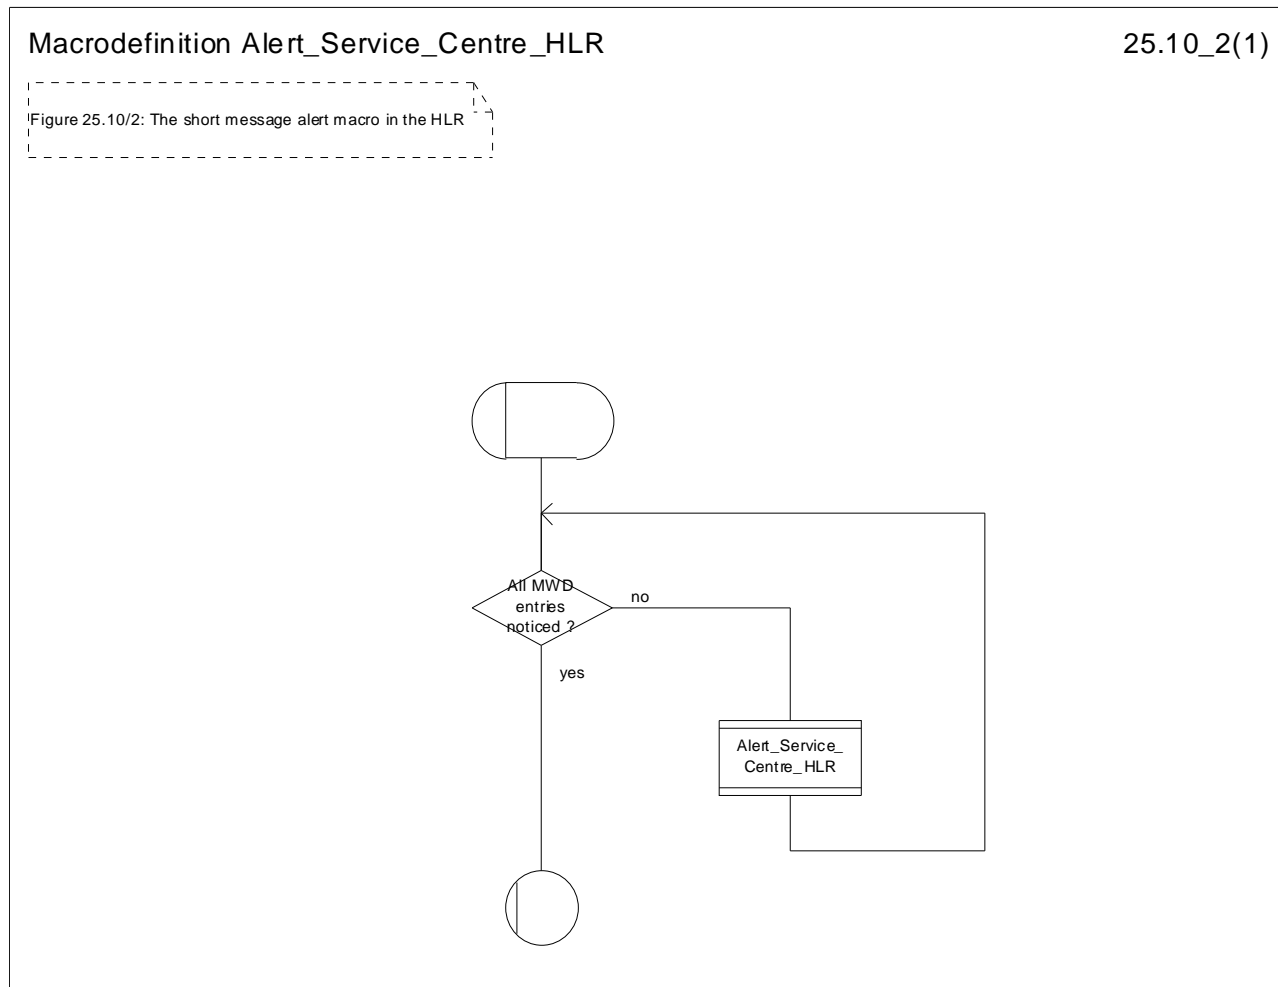 Macrodefinition Alert_Service_Centre_HLR
25.10_2(1)
Figure 25.10/2: The short message alert macro in the HLR
All MWD
entries
noticed ?
no
yes
Alert_Service_
Centre_HLR